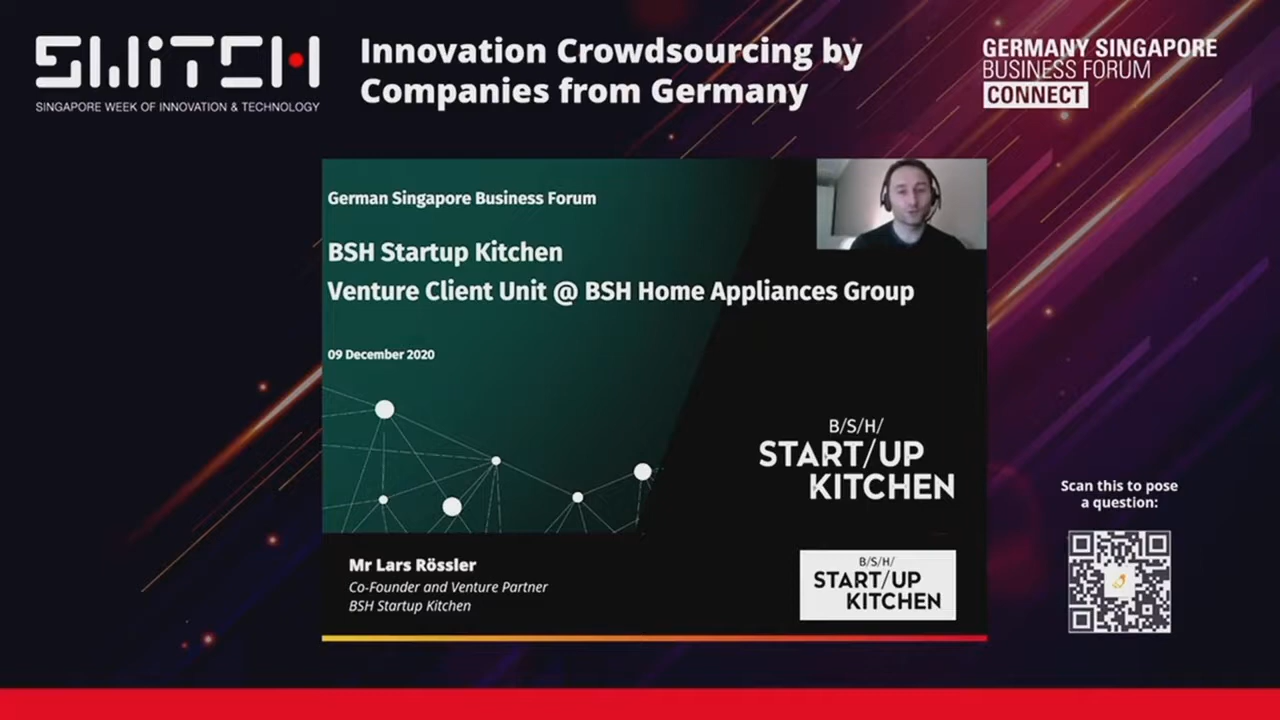 SWITCH
SINGAPORE WEEK OF INNOVATION & TECHNOLOGY
Innovation Crowdsourcing by
Companies from Germany
GERMANY SINGAPORE
BUSINESS FORUM
CONNECT
German Singapore Business Forum
BSH Startup Kitchen
Venture Client Unit @ BSH Home Appliances Group
09 December 2020
B/S/H/
START/UP
KITCHEN
Mr Lars Rössler
Co-Founder and Venture Partner
BSH Startup Kitchen
B/S/H/
START/UP
KITCHEN
Scan this to pose
a question: